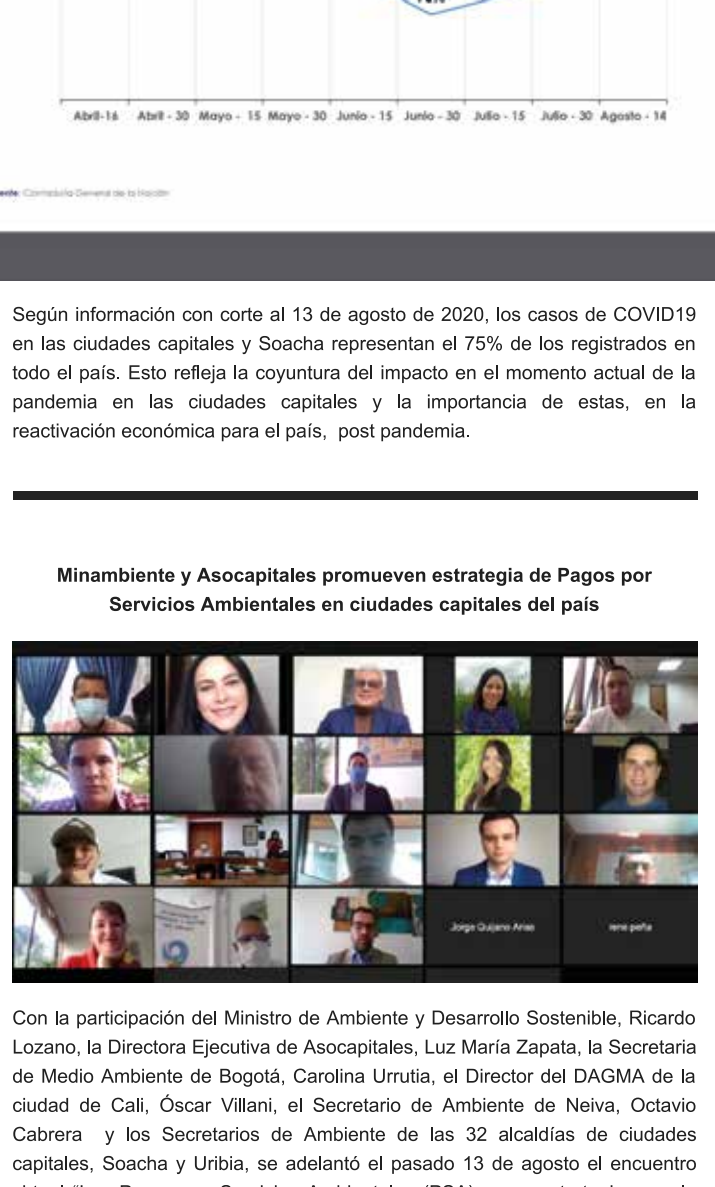 Abril-16 Abril - 30 Mayo - 15 Mayo - 30 Junio - 15 Junio - 30 Julio - 15 Julio - 30 Agosto - 14
Contaduría General de la Nación
Según información con corte al 13 de agosto de 2020, los casos de COVID19
en las ciudades capitales y Soacha representan el 75% de los registrados en
todo el país. Esto refleja la coyuntura del impacto en el momento actual de la
pandemia en las ciudades capitales y la importancia de estas, en la
reactivación económica para el país, post pandemia.
Minambiente y Asocapitales promueven estrategia de Pagos por
Servicios Ambientales en ciudades capitales del país
Jorge Quijano Arias
rene peña
Con la participación del Ministro de Ambiente y Desarrollo Sostenible, Ricardo
Lozano, la Directora Ejecutiva de Asocapitales, Luz María Zapata, la Secretaria
de Medio Ambiente de Bogotá, Carolina Urrutia, el Director del DAGMA de la
ciudad de Cali, Óscar Villani, el Secretario de Ambiente de Neiva, Octavio
Cabrera y los Secretarios de Ambiente de las 32 alcaldías de ciudades
capitales, Soacha y Uribia, se adelantó el pasado 13 de agosto el encuentro